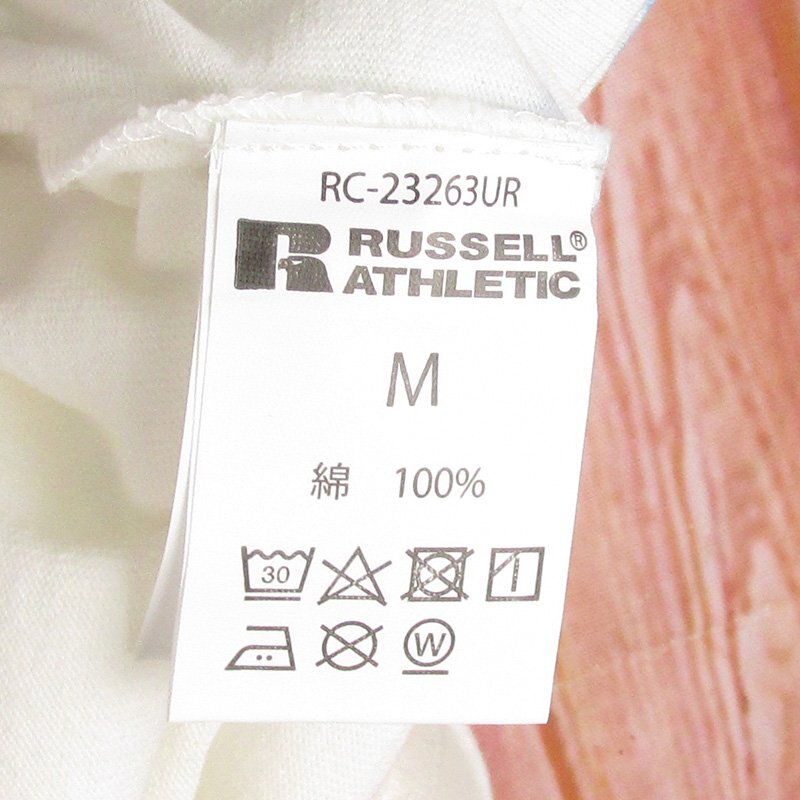 RC-23263UR
RUSSELL®
ATHLETIC
M
綿 100%
30
W